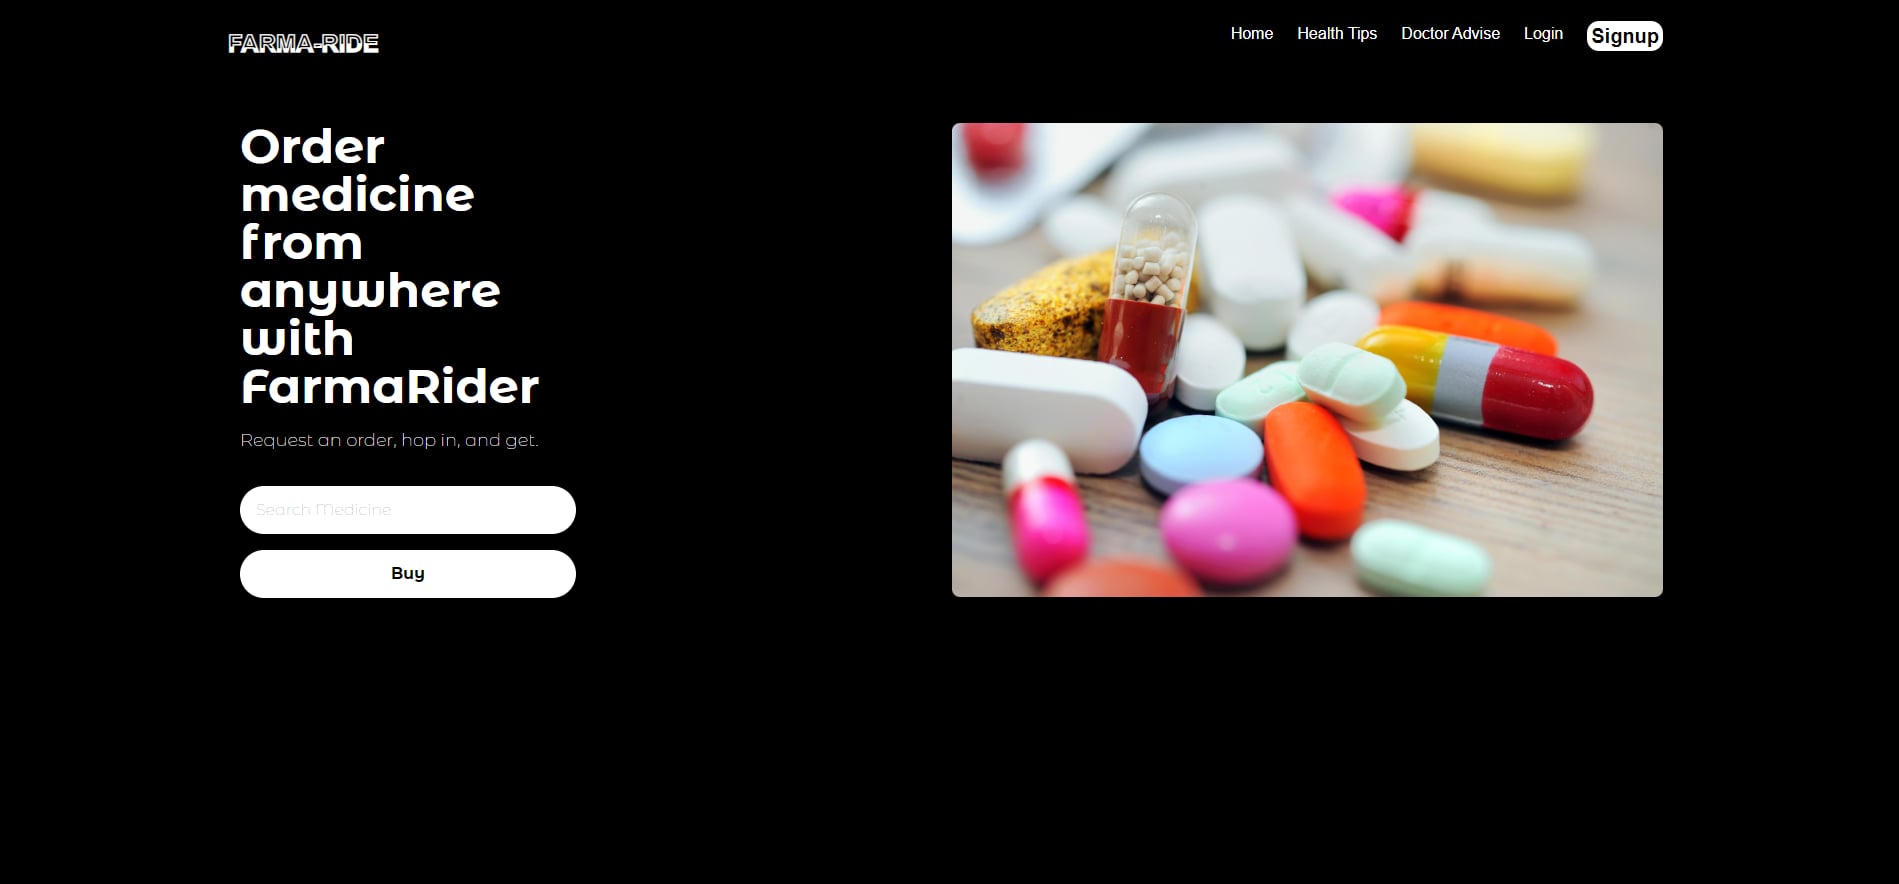 FARMA-RIDE
Home Health Tips Doctor Advise Login Signup
Order
medicine
from
anywhere
with
FarmaRider
Request an order, hop in, and get.
Search Medicine
Buy